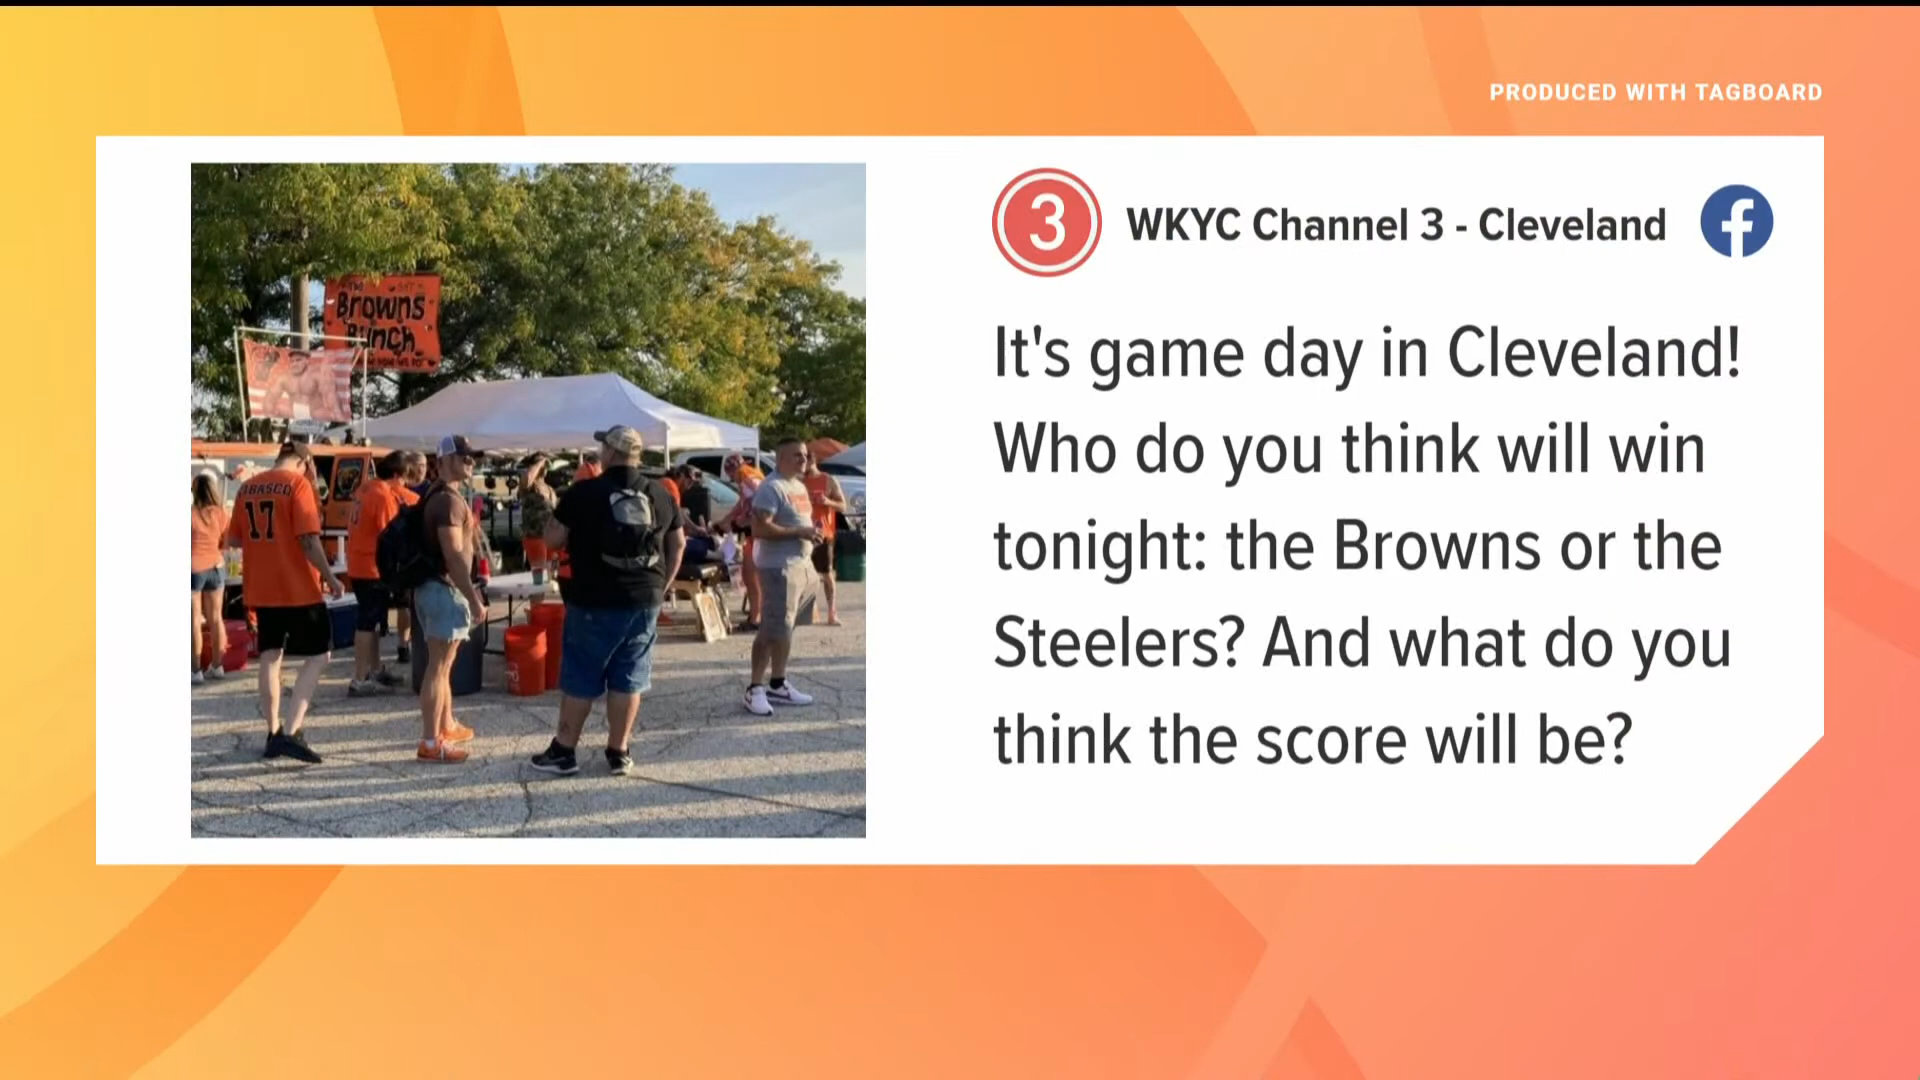 PRODUCED WITH TAGBOARD
3
WKYC Channel 3 - Cleveland
It's game day in Cleveland!
Who do you think will win
tonight: the Browns or the
Steelers? And what do you
think the score will be?
THE
Browns
Bunch
17